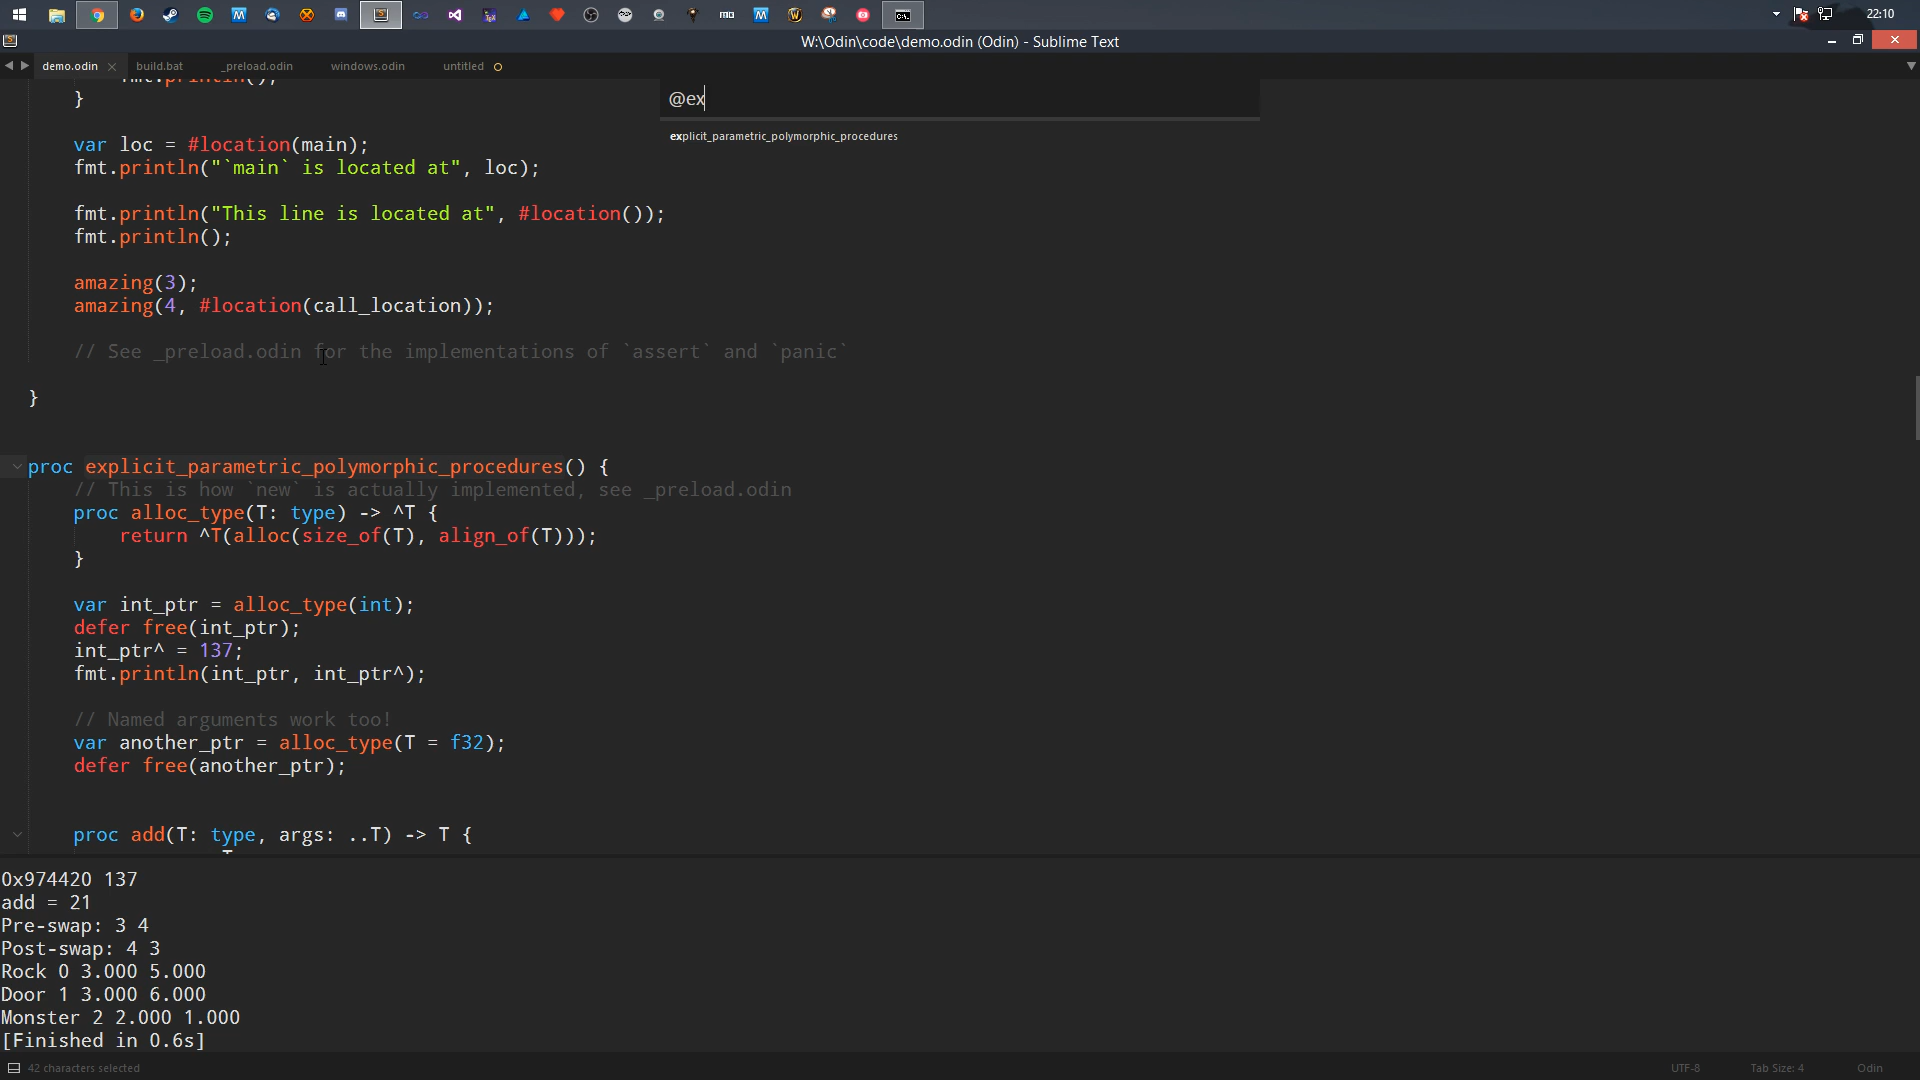 22:10
W:\Odin\code\demo.odin (Odin) - Sublime Text
demo.odin build.bat _preload.odin windows.odin untitled
@ex
explicit_parametric_polymorphic_procedures
fmt.println();
}
var loc = #location(main);
fmt.println("`main` is located at", loc);
fmt.println("This line is located at", #location());
fmt.println();
amazing(3);
amazing(4, #location(call_location));
// See _preload.odin for the implementations of `assert` and `panic`
}
proc explicit_parametric_polymorphic_procedures() {
// This is how `new` is actually implemented, see _preload.odin
proc alloc_type(T: type) -> ^T {
return ^T(alloc(size_of(T), align_of(T)));
}
var int_ptr = alloc_type(int);
defer free(int_ptr);
int_ptr^ = 137;
fmt.println(int_ptr, int_ptr^);
// Named arguments work too!
var another_ptr = alloc_type(T = f32);
defer free(another_ptr);
proc add(T: type, args: ..T) -> T {
0x974420 137
add = 21
Pre-swap: 3 4
Post-swap: 4 3
Rock 0 3.000 5.000
Door 1 3.000 6.000
Monster 2 2.000 1.000
[Finished in 0.6s]
42 characters selected UTF-8 Tab Size: 4 Odin